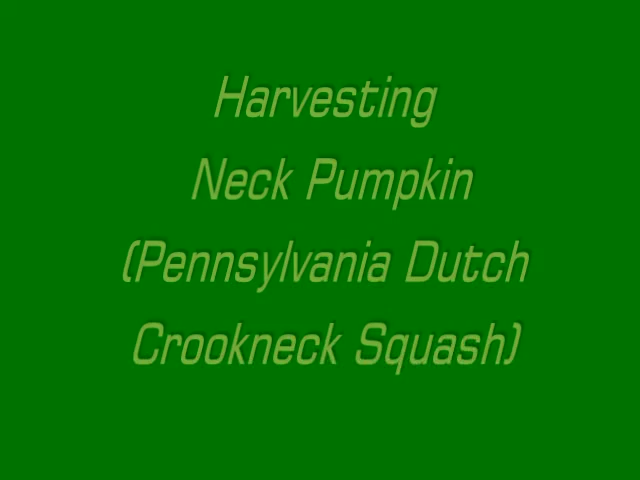 Harvesting
Neck Pumpkin
(Pennsylvania Dutch
Crookneck Squash)